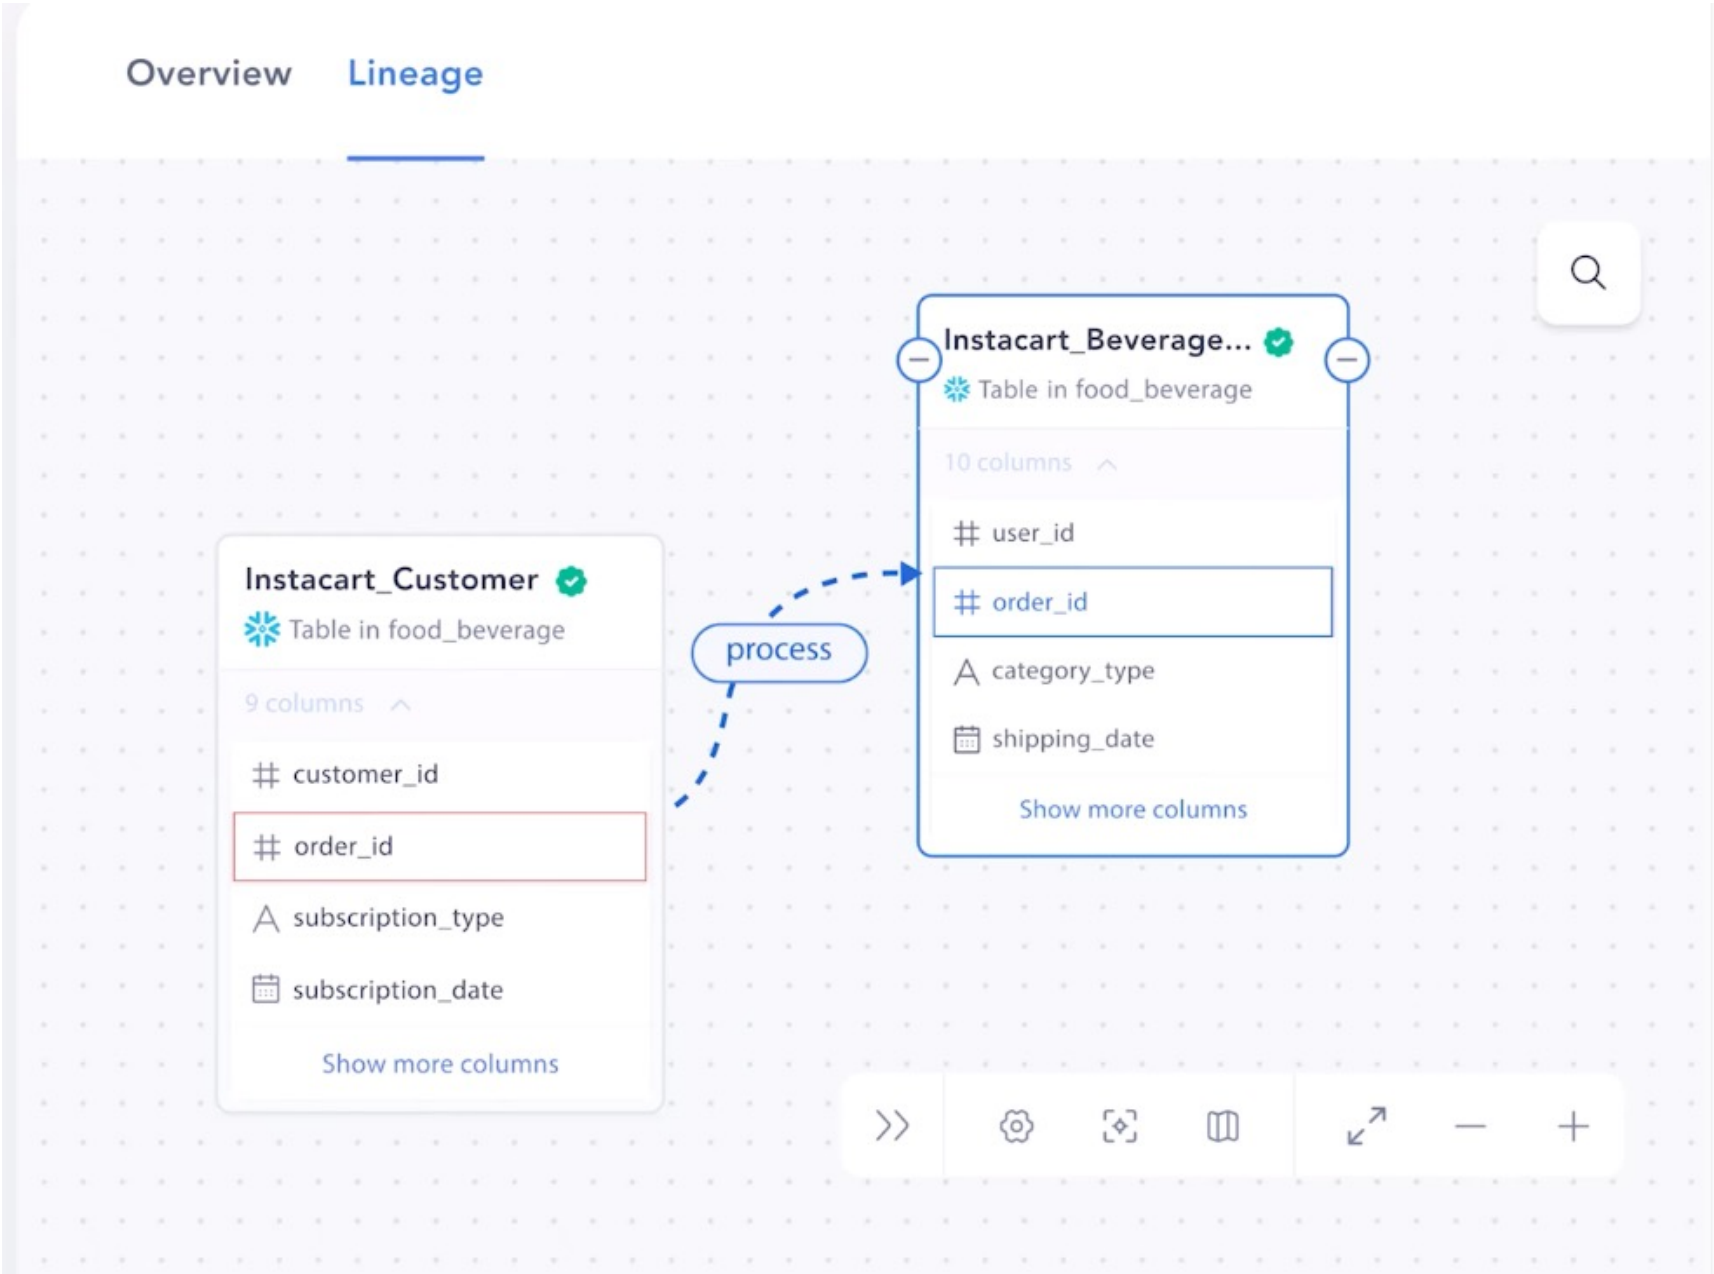 Overview Lineage
Instacart_Beverage...
Table in food_beverage
10 columns
user_id
order_id
category_type
shipping_date
Show more columns
Instacart_Customer
Table in food_beverage
9 columns
customer_id
order_id
subscription_type
subscription_date
Show more columns
process